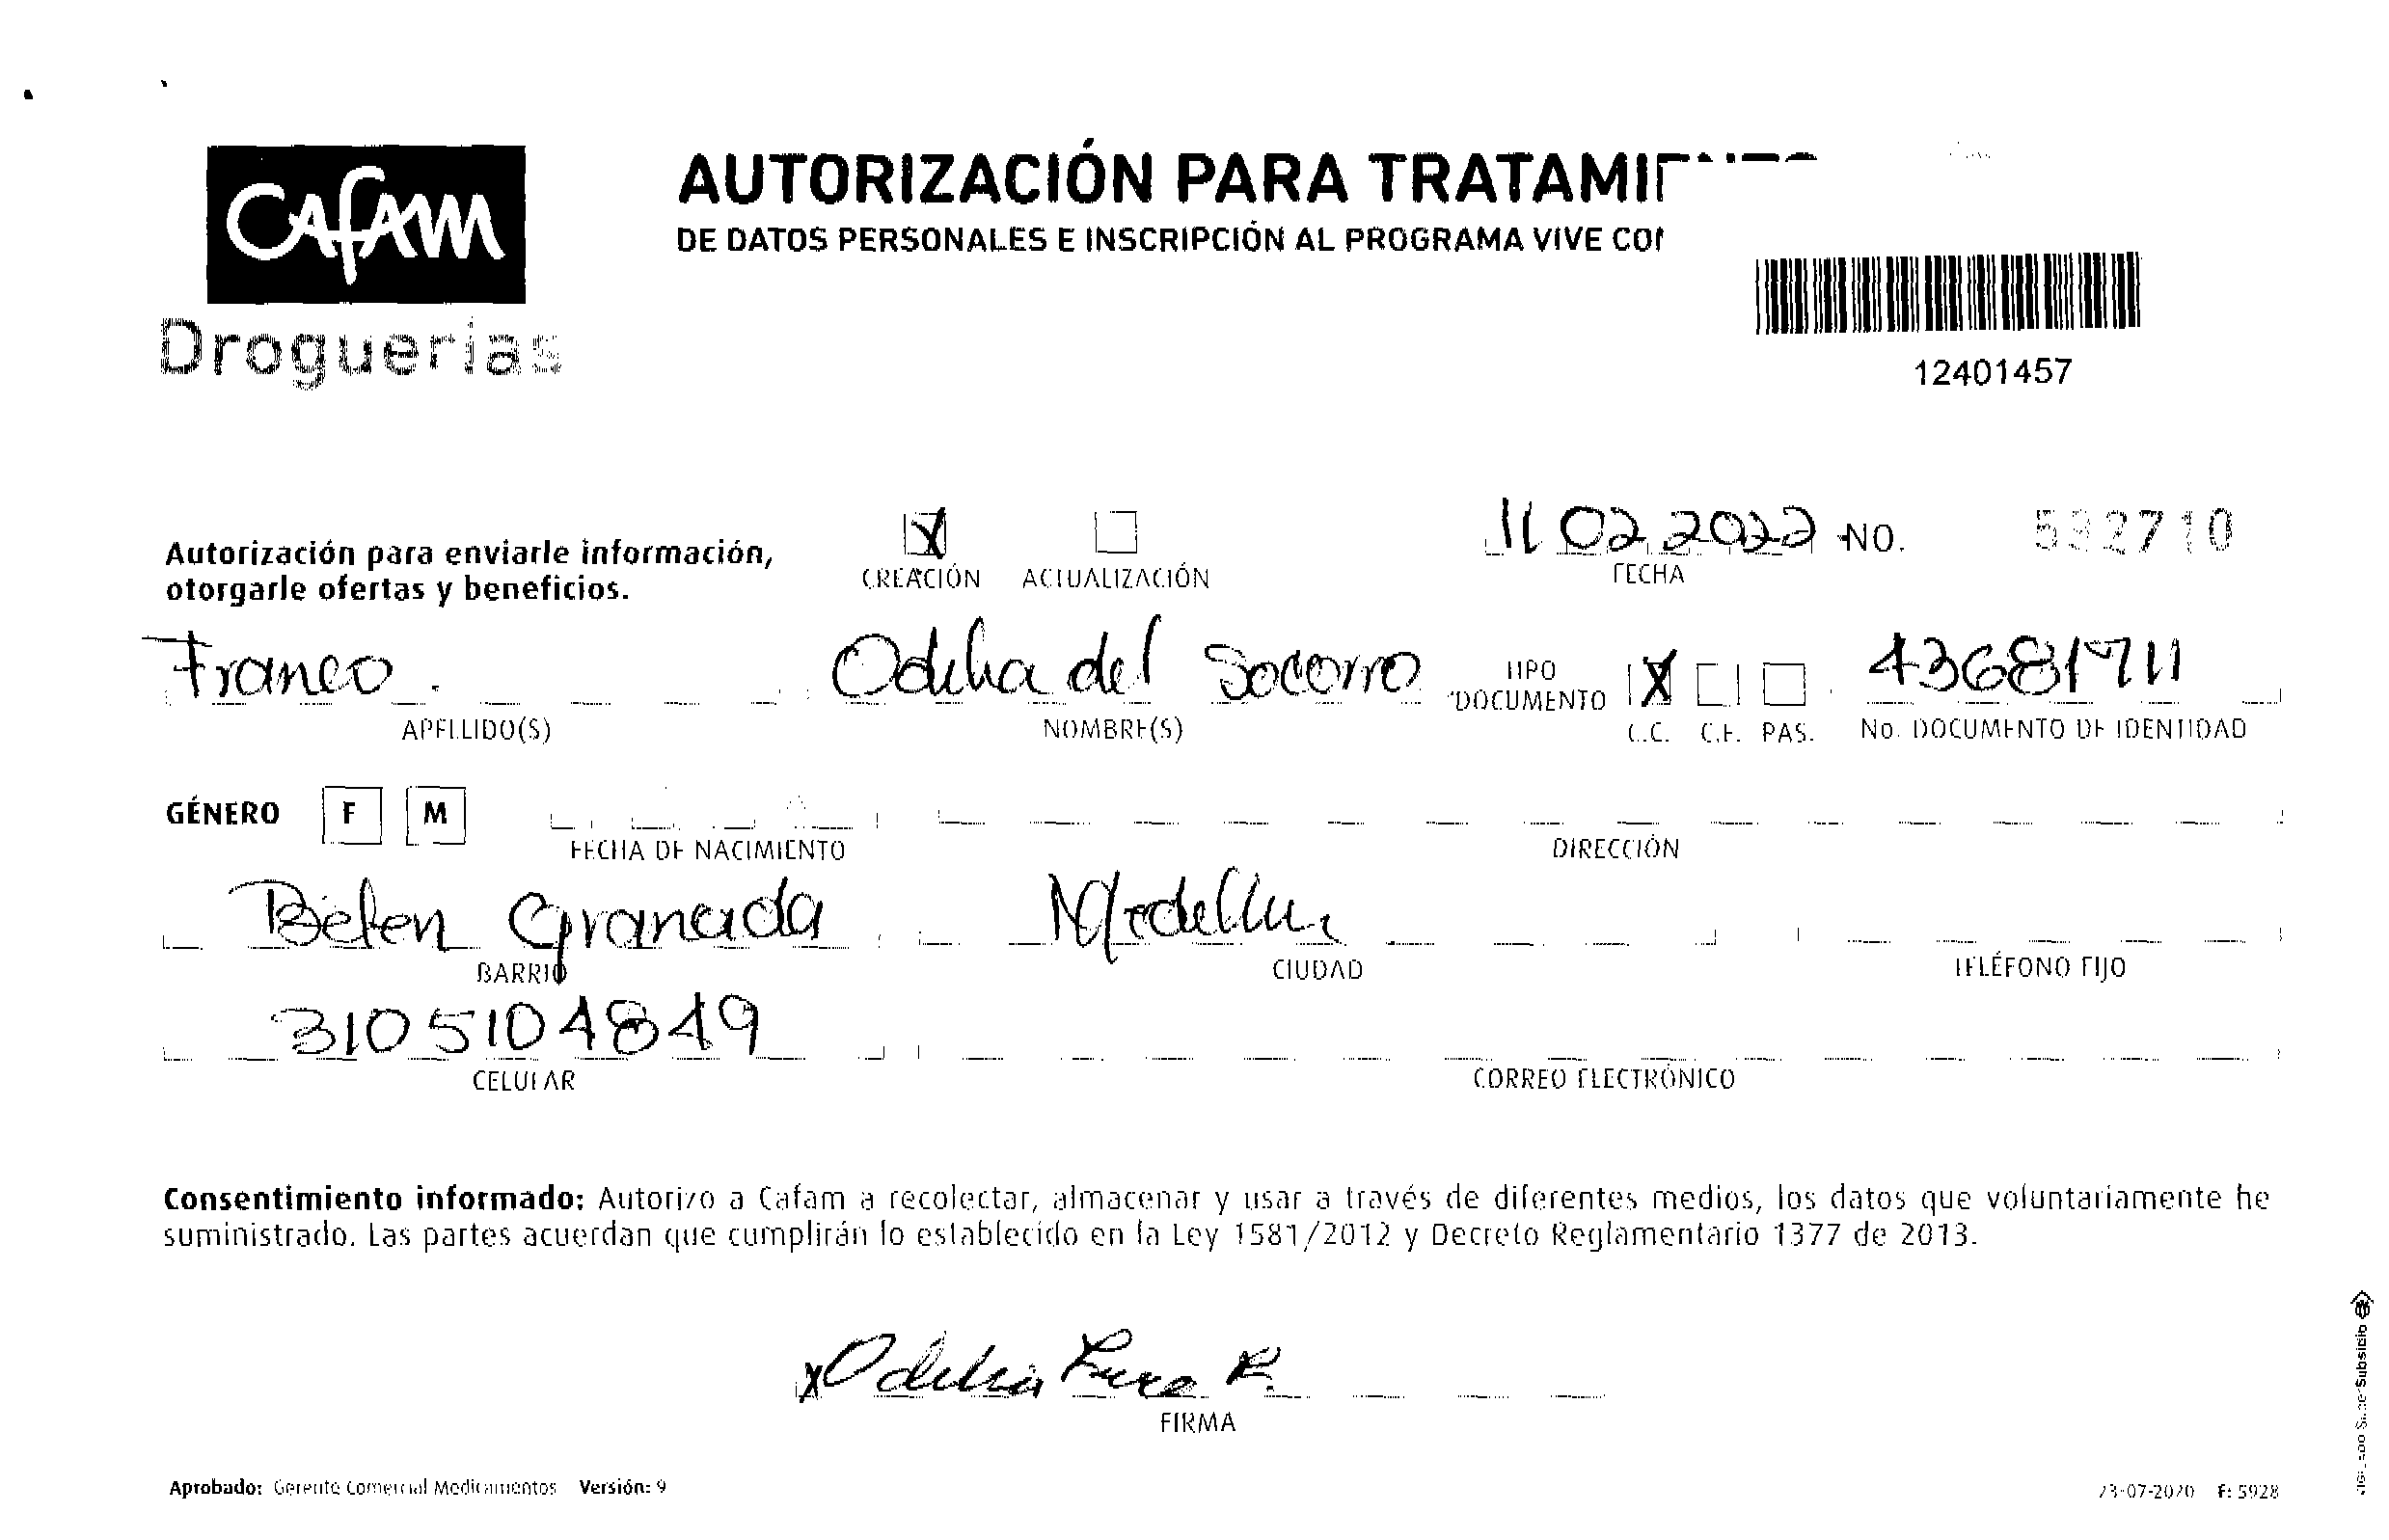 Cafam
Droguerías
AUTORIZACIÓN PARA
DE DATOS PERSONALES E INSCRIPCIÓN AL PROGRAMA VIVE
12401457
Autorización para enviarle información,
otorgarle ofertas y beneficios.
CREACIÓN ACTUALIZACIÓN
11 02 2022 NO. 532710
FECHA
Franco Odelia del Socorro TIPO DOCUMENTO X 43681711
APELLIDO(S) NOMBRE(S) C.C. C.E. PAS. No. DOCUMENTO DE IDENTIDAD
GÉNERO F M
FECHA DE NACIMIENTO DIRECCIÓN
Belen Granada Medellin
BARRIO CIUDAD TELÉFONO FIJO
3105104849
CELULAR CORREO ELECTRÓNICO
Consentimiento informado: Autorizo a Cafam a recolectar, almacenar y usar a través de diferentes medios, los datos que voluntariamente he
suministrado. Las partes acuerdan que cumplirán lo establecido en la Ley 1581/2012 y Decreto Reglamentario 1377 de 2013.
X Odelia
FIRMA
Aprobado: Gerente Comercial Medicamentos Versión: 9
23-07-2020 F: 5928
VIGILADO SuperSubsidio